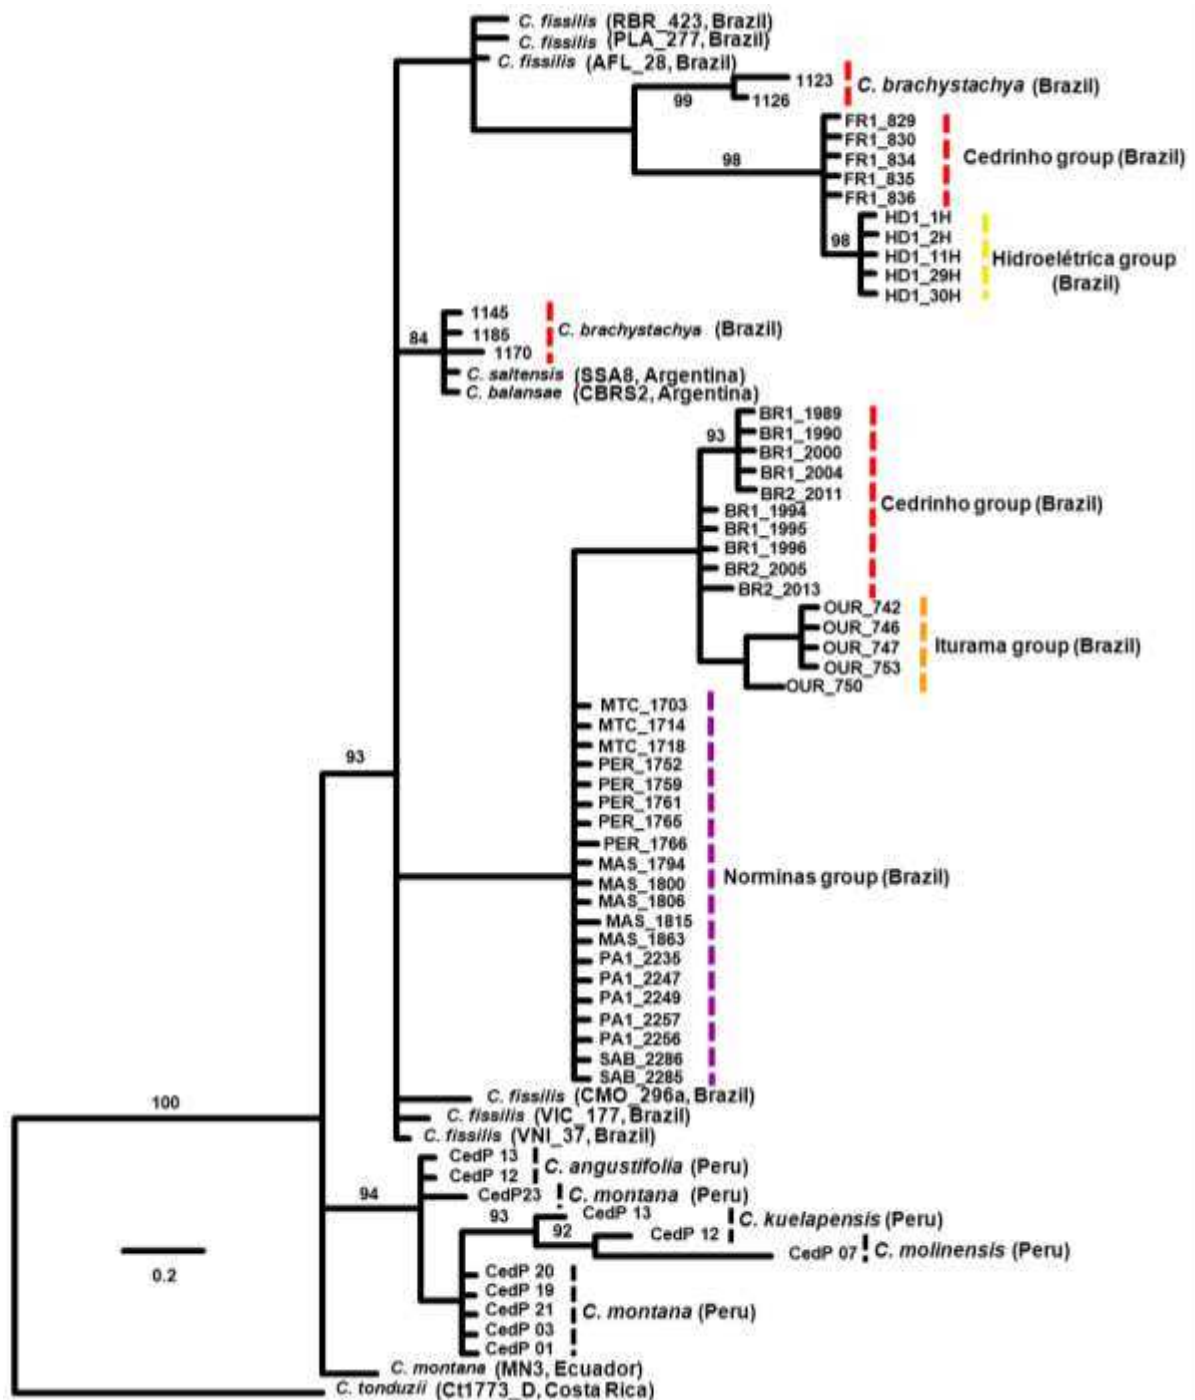 C. fissilis (RBR_423, Brazil)
C. fissilis (PLA_277, Brazil)
C. fissilis (AFL_28, Brazil)
1123
C. brachystachya (Brazil)
99
1126
FR1_829
FR1_830
98
FR1_834
Cedrinho group (Brazil)
FR1_835
FR1_836
HD1_1H
98
HD1_2H
HD1_11H
Hidroelétrica group
HD1_29H
(Brazil)
HD1_30H
1145
84
1185
C. brachystachya (Brazil)
1170
C. saltensis (SSA8, Argentina)
C. balansae (CBRS2, Argentina)
BR1_1989
93
BR1_1990
BR1_2000
BR1_2004
BR2_2011
Cedrinho group (Brazil)
BR1_1994
BR1_1995
BR1_1996
BR2_2005
BR2_2013
OUR_742
OUR_746
OUR_747
Iturama group (Brazil)
OUR_753
OUR_750
MTC_1703
MTC_1714
MTC_1718
93
PER_1752
PER_1759
PER_1761
PER_1765
PER_1766
MAS_1794
Norminas group (Brazil)
MAS_1800
MAS_1806
MAS_1815
MAS_1863
PA1_2235
PA1_2247
PA1_2249
PA1_2257
PA1_2256
SAB_2286
SAB_2285
C. fissilis (CMO_296a, Brazil)
100
C. fissilis (VIC_177, Brazil)
C. fissilis (VNI_37, Brazil)
CedP 13
C. angustifolia (Peru)
CedP 12
94
CedP23
C. montana (Peru)
93
CedP 13
C. kuelapensis (Peru)
92
CedP 12
CedP 07
C. molinensis (Peru)
0.2
CedP 20
CedP 19
CedP 21
C. montana (Peru)
CedP 03
CedP 01
C. montana (MN3, Ecuador)
C. tonduzii (Ct1773_D, Costa Rica)